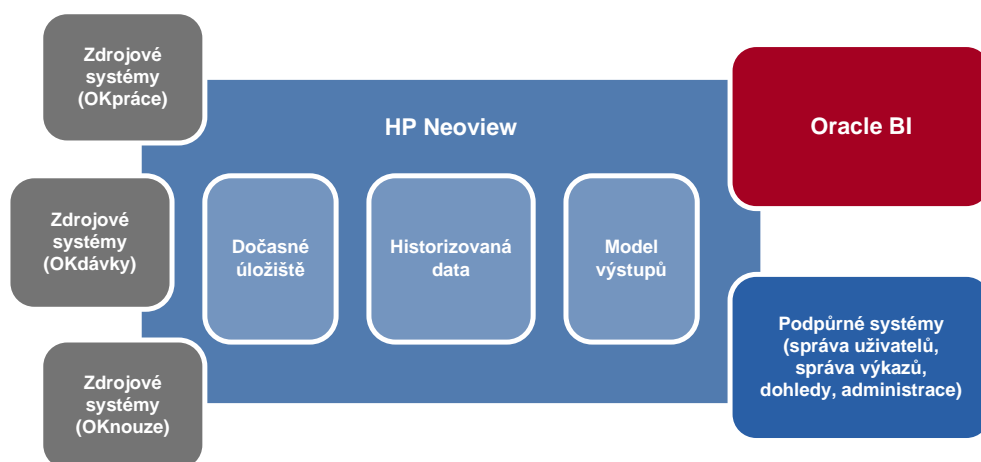 Zdrojové
systémy
(OKpráce)
Zdrojové
systémy
(OKdávky)
Zdrojové
systémy
(OKnouze)
HP Neoview
Dočasné
úložiště
Historizovaná
data
Model
výstupů
Oracle BI
Podpůrné systémy
(správa uživatelů,
správa výkazů,
dohledy, administrace)